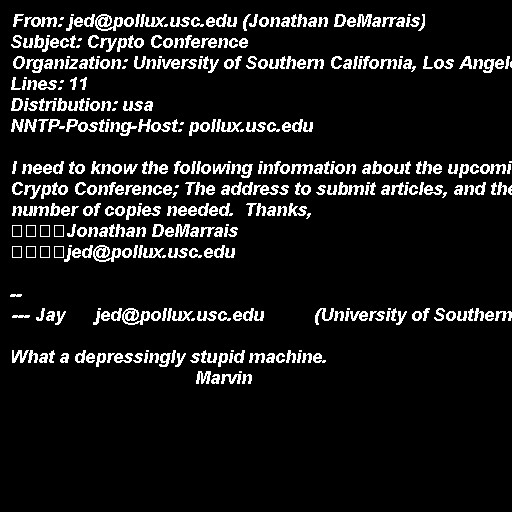 From: jed@pollux.usc.edu (Jonathan DeMarrais)
Subject: Crypto Conference
Organization: University of Southern California, Los
Lines: 11
Distribution: usa
NNTP-Posting-Host: pollux.usc.edu
I need to know the following information about the
Crypto Conference; The address to submit articles, and
number of copies needed.  Thanks,
Jonathan DeMarrais
jed@pollux.usc.edu
--
--- Jay      jed@pollux.usc.edu          (University of Southern
What a depressingly stupid machine.
Marvin